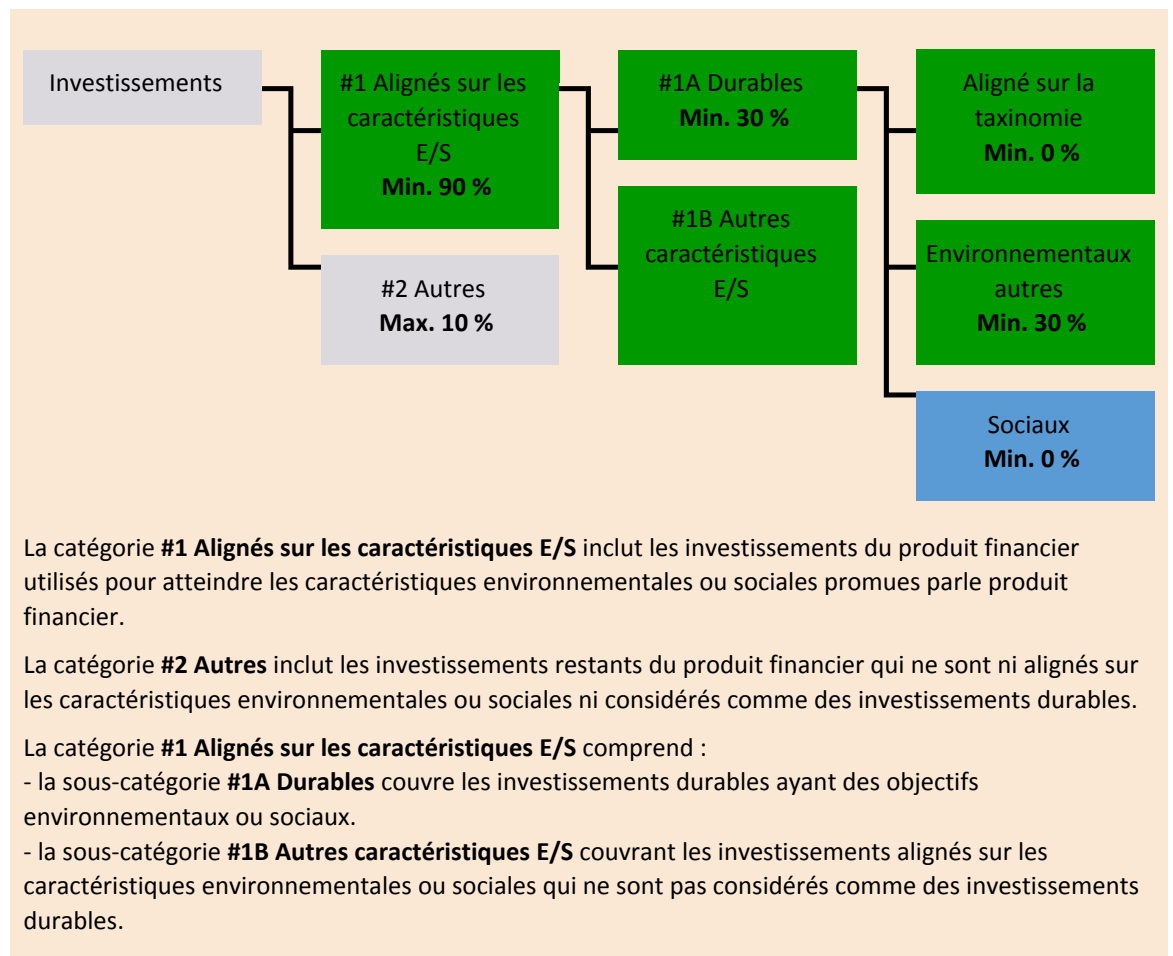 Investissements
#1 Alignés sur les
caractéristiques
E/S
Min. 90 %
#2 Autres
Max. 10 %
#1A Durables
Min. 30 %
#1B Autres
caractéristiques
E/S
Aligné sur la
taxinomie
Min. 0 %
Environnementaux
autres
Min. 30 %
Sociaux
Min. 0 %
La catégorie #1 Alignés sur les caractéristiques E/S inclut les investissements du produit financier
utilisés pour atteindre les caractéristiques environnementales ou sociales promues parle produit
financier.
La catégorie #2 Autres inclut les investissements restants du produit financier qui ne sont ni alignés sur
les caractéristiques environnementales ou sociales ni considérés comme des investissements durables.
La catégorie #1 Alignés sur les caractéristiques E/S comprend :
- la sous-catégorie #1A Durables couvre les investissements durables ayant des objectifs
environnementaux ou sociaux.
- la sous-catégorie #1B Autres caractéristiques E/S couvrant les investissements alignés sur les
caractéristiques environnementales ou sociales qui ne sont pas considérés comme des investissements
durables.